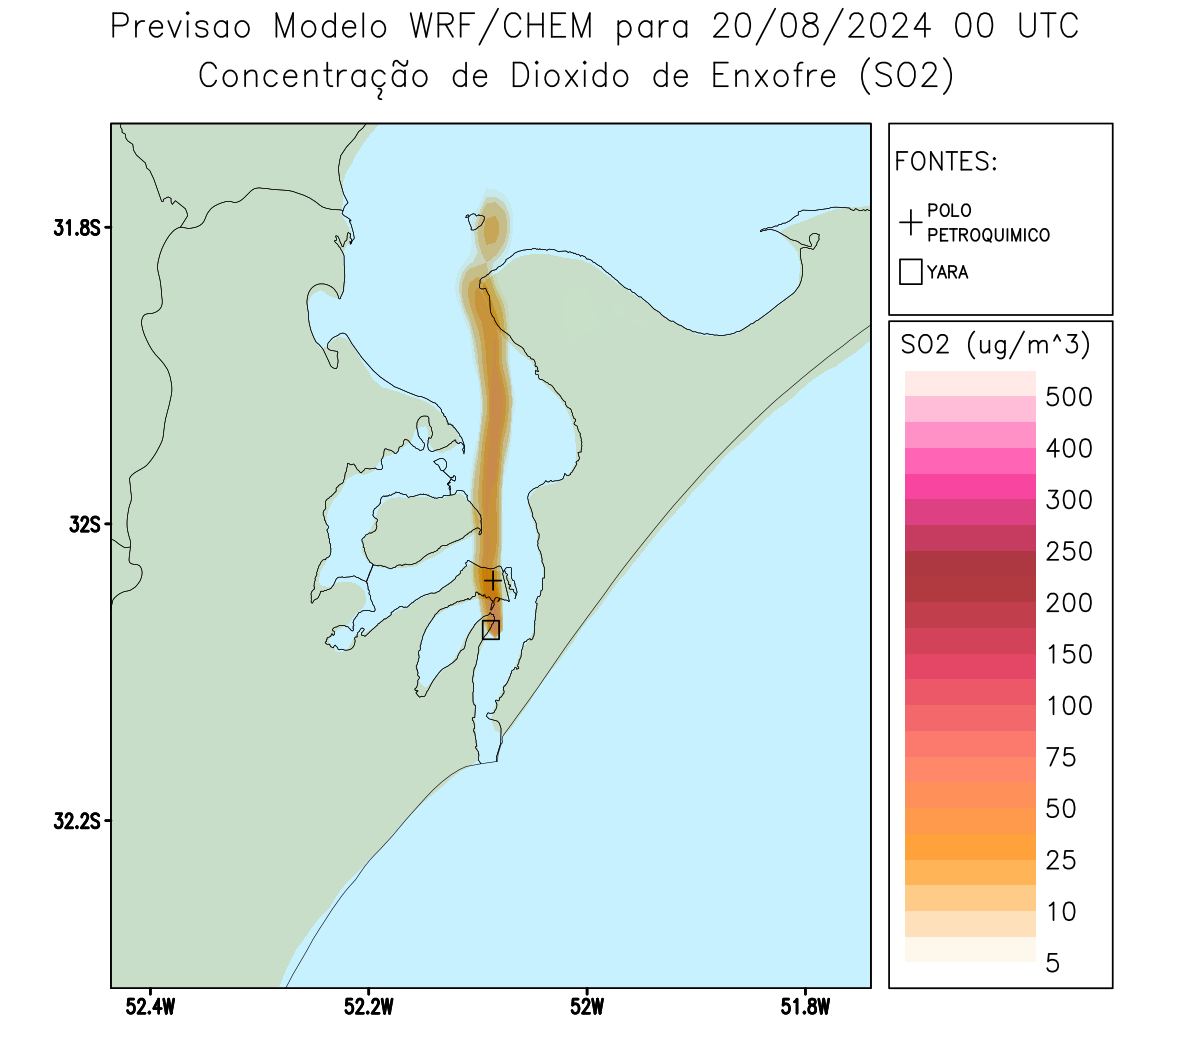 Previsao Modelo WRF/CHEM para 20/08/2024 00 UTC
Concentração de Dioxido de Enxofre (SO2)
FONTES:
POLO
PETROQUIMICO
YARA
SO2 (ug/m^3)
500
400
300
250
200
150
100
75
50
25
10
5
31.8S
32S
32.2S
52.4W
52.2W
52W
51.8W